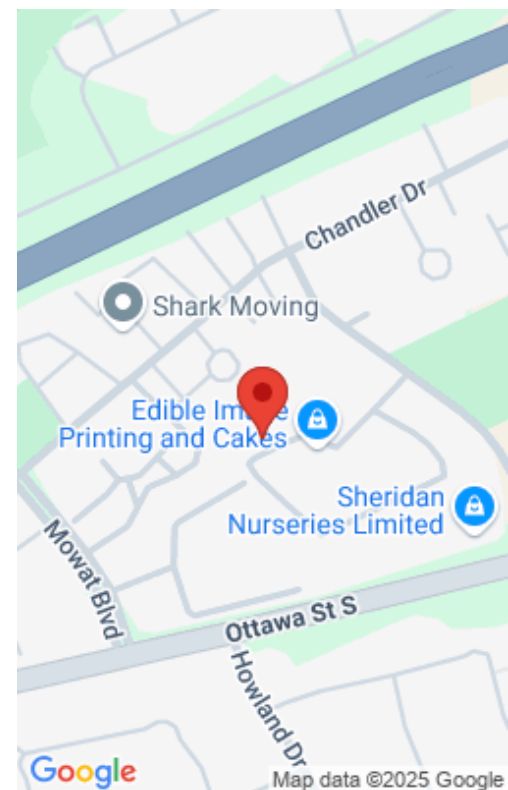 Chandler Dr
Shark Moving
Edible Image
Printing and Cakes
Sheridan
Nurseries Limited
Mowat Blvd
Ottawa St S
Howland Dr
Google
Map data ©2025 Google